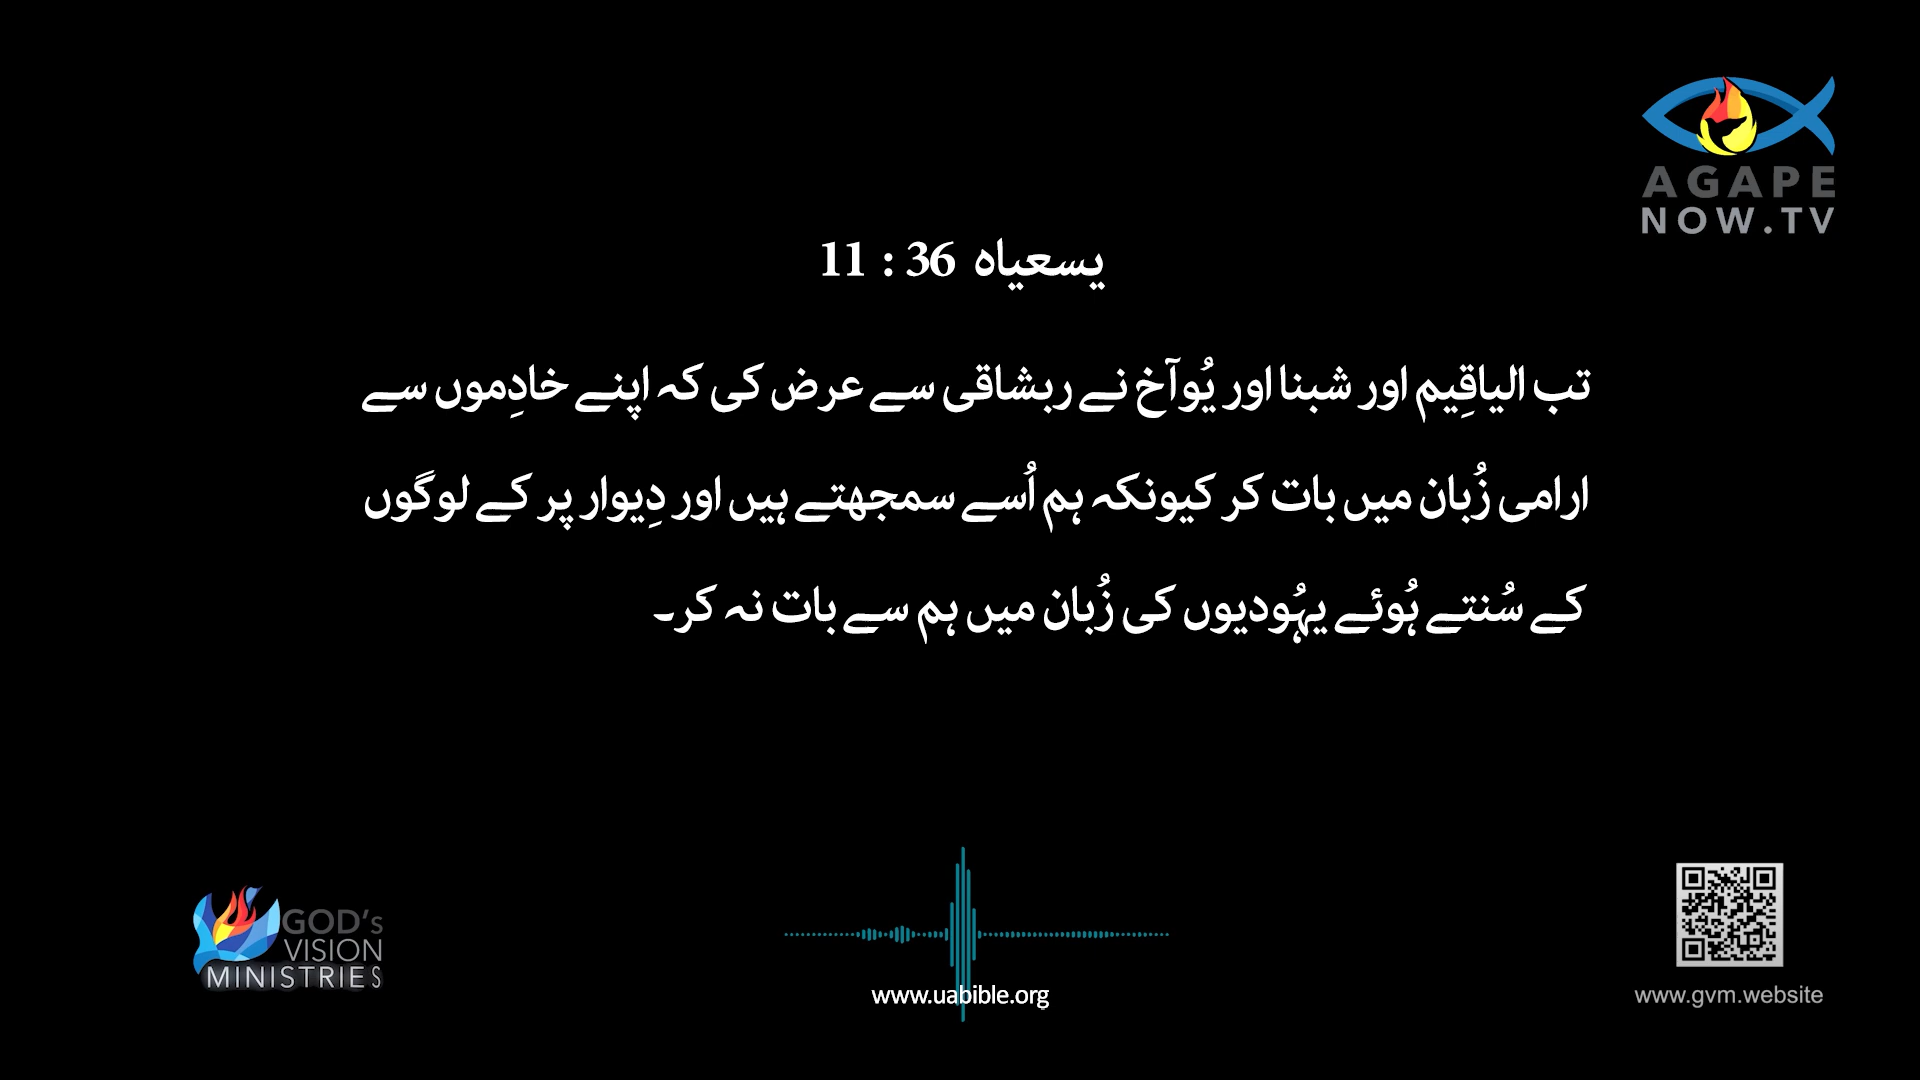 AGAPE
NOW.TV
یسعیاہ 36 : 11
تب الیاقِیم اور شبنا اور یُوآخ نے ربشاقی سے عرض کی کہ اپنے خادِموں سے
ارامی زُبان میں بات کر کیونکہ ہم اُسے سمجھتے ہیں اور دِیوار پر کے لوگوں
کے سُنتے ہُوئے یہُودیوں کی زُبان میں ہم سے بات نہ کر۔
GOD's
VISION
MINISTRIES
www.uabible.org
www.gvm.website